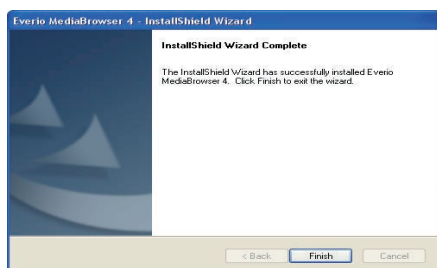 Everio MediaBrowser 4 - InstallShield Wizard
InstallShield Wizard Complete
The InstallShield Wizard has successfully installed Everio
MediaBrowser 4. Click Finish to exit the wizard.
< Back
Finish
Cancel